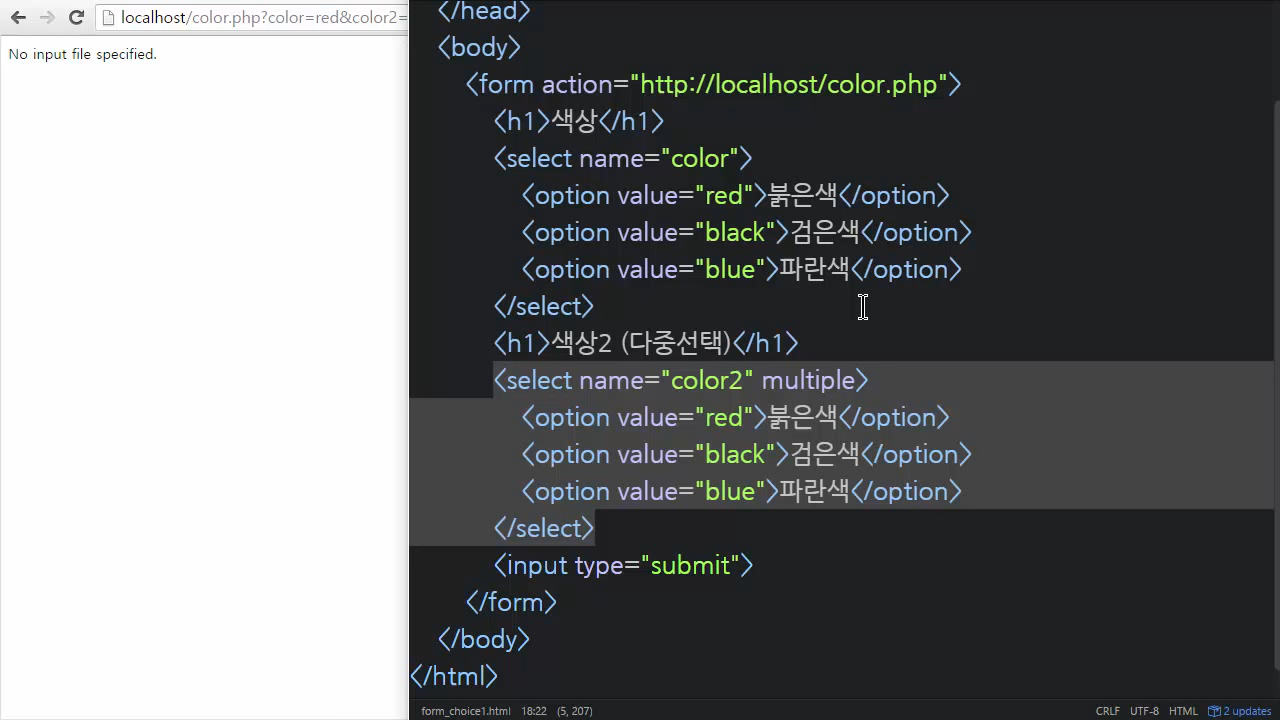 localhost/color.php?color=red&color2=
No input file specified.
</head>
<body>
<form action="http://localhost/color.php">
<h1>색상</h1>
<select name="color">
<option value="red">붉은색</option>
<option value="black">검은색</option>
<option value="blue">파란색</option>
</select>
<h1>색상2 (다중선택)</h1>
<select name="color2" multiple>
<option value="red">붉은색</option>
<option value="black">검은색</option>
<option value="blue">파란색</option>
</select>
<input type="submit">
</form>
</body>
</html>
form_choice1.html 18:22 (5, 207) CRLF UTF-8 HTML 2 updates